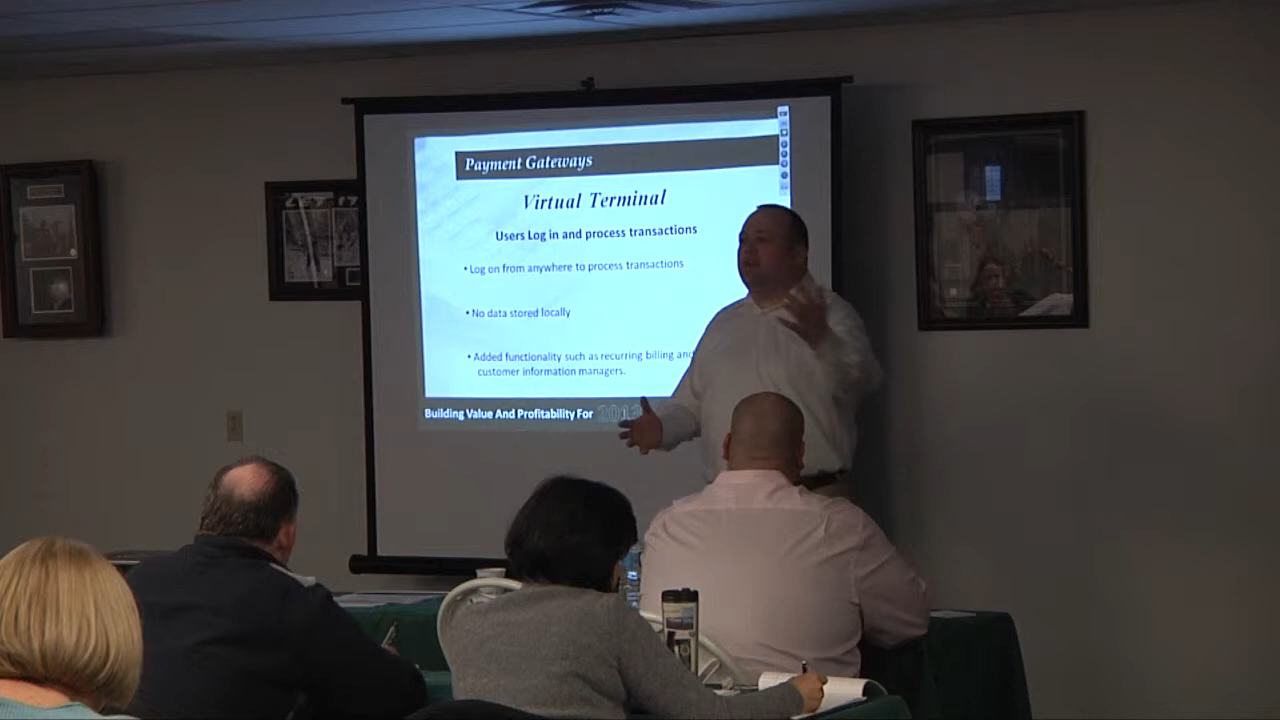 Payment Gateways
Virtual Terminal
Users Log in and process transactions
• Log on from anywhere to process transactions
• No data stored locally
• Added functionality such as recurring billing and
customer information managers.
Building Value And Profitability For 2013